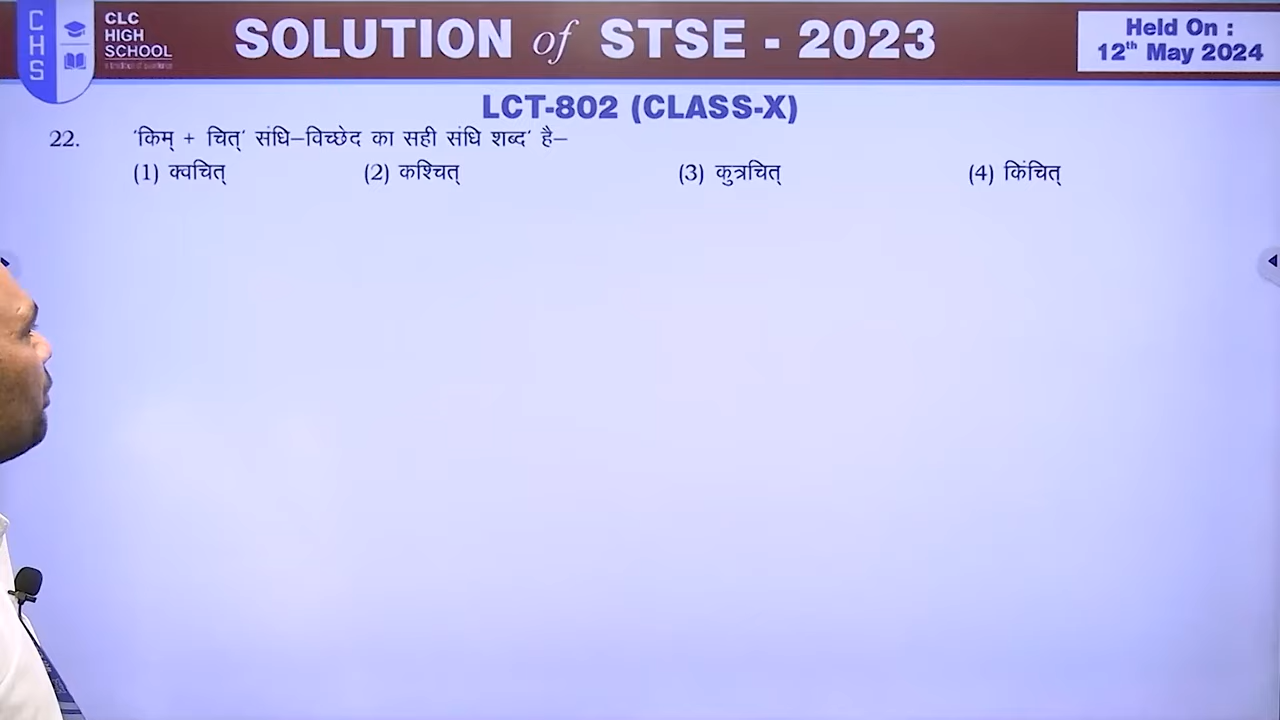 CHS
CLC
HIGH
SCHOOL
SOLUTION of STSE - 2023
Held On :
12th May 2024
LCT-802 (CLASS-X)
22. 'किम् + चित्' संधि–विच्छेद का सही संधि शब्द' है–
(1) क्वचित् (2) कश्चित् (3) कुत्रचित् (4) किंचित्